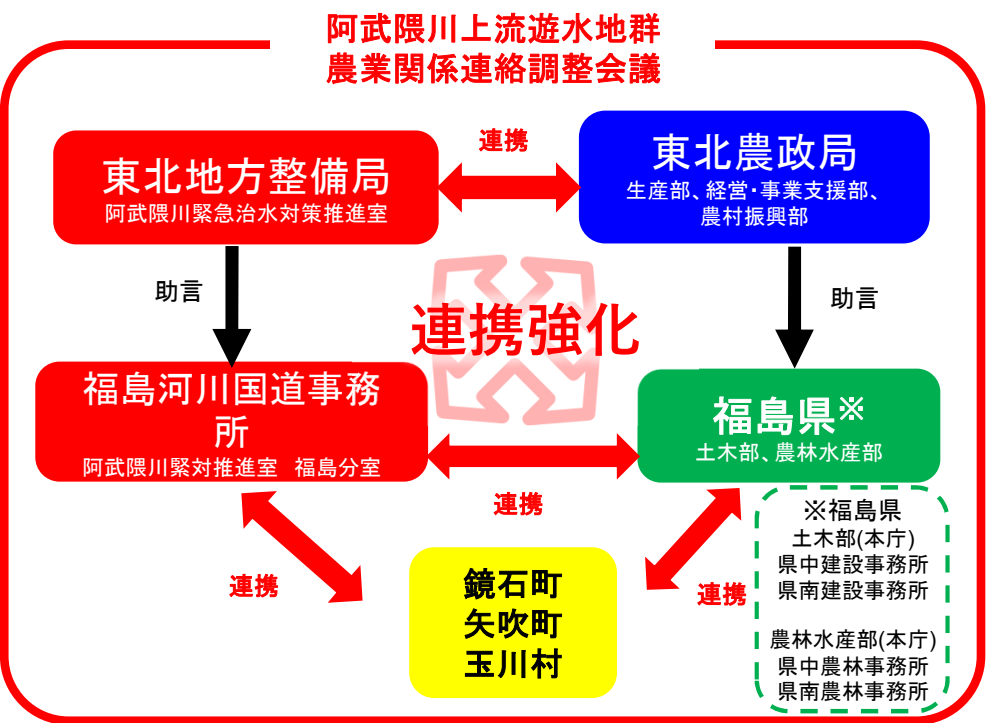 阿武隈川上流遊水地群
農業関係連絡調整会議
連携
東北地方整備局
阿武隈川緊急治水対策推進室
東北農政局
生産部、経営・事業支援部、
農村振興部
助言
助言
連携強化
福島河川国道事務
所
阿武隈川緊対推進室　福島分室
福島県※
土木部、農林水産部
連携
連携
連携
鏡石町
矢吹町
玉川村
※福島県
土木部(本庁)
県中建設事務所
県南建設事務所
農林水産部(本庁)
県中農林事務所
県南農林事務所